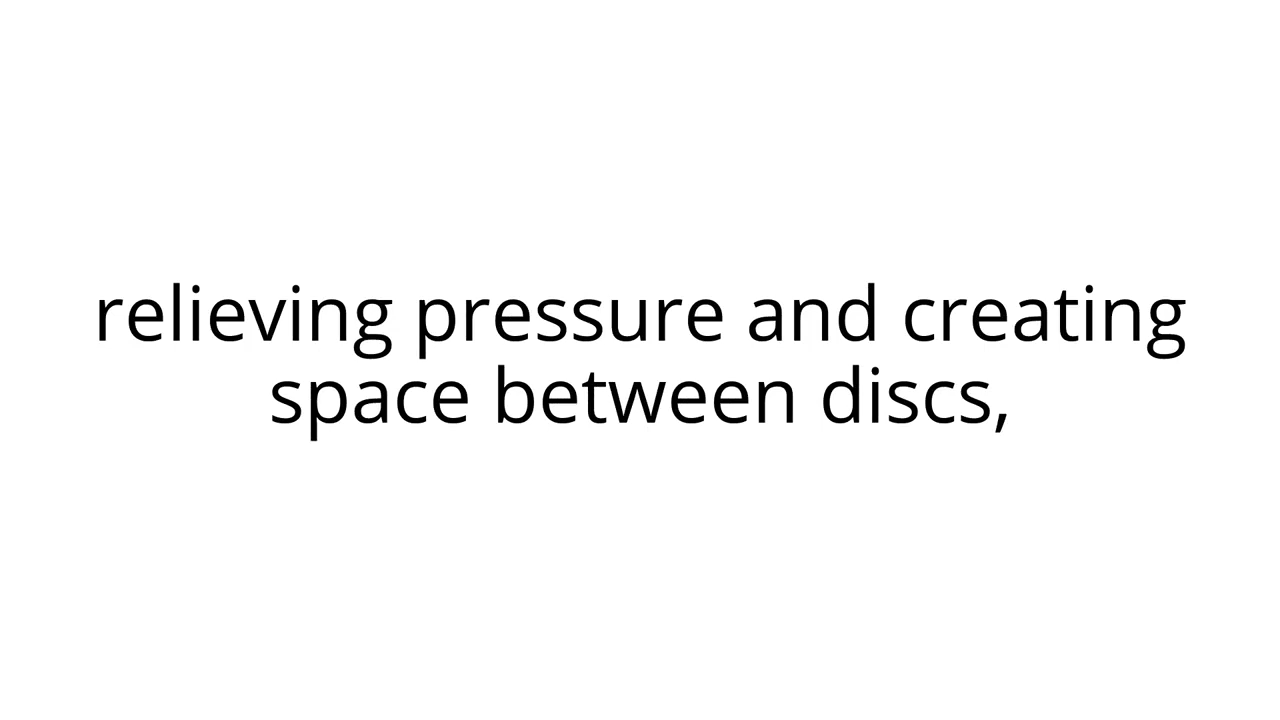 relieving pressure and creating
space between discs,